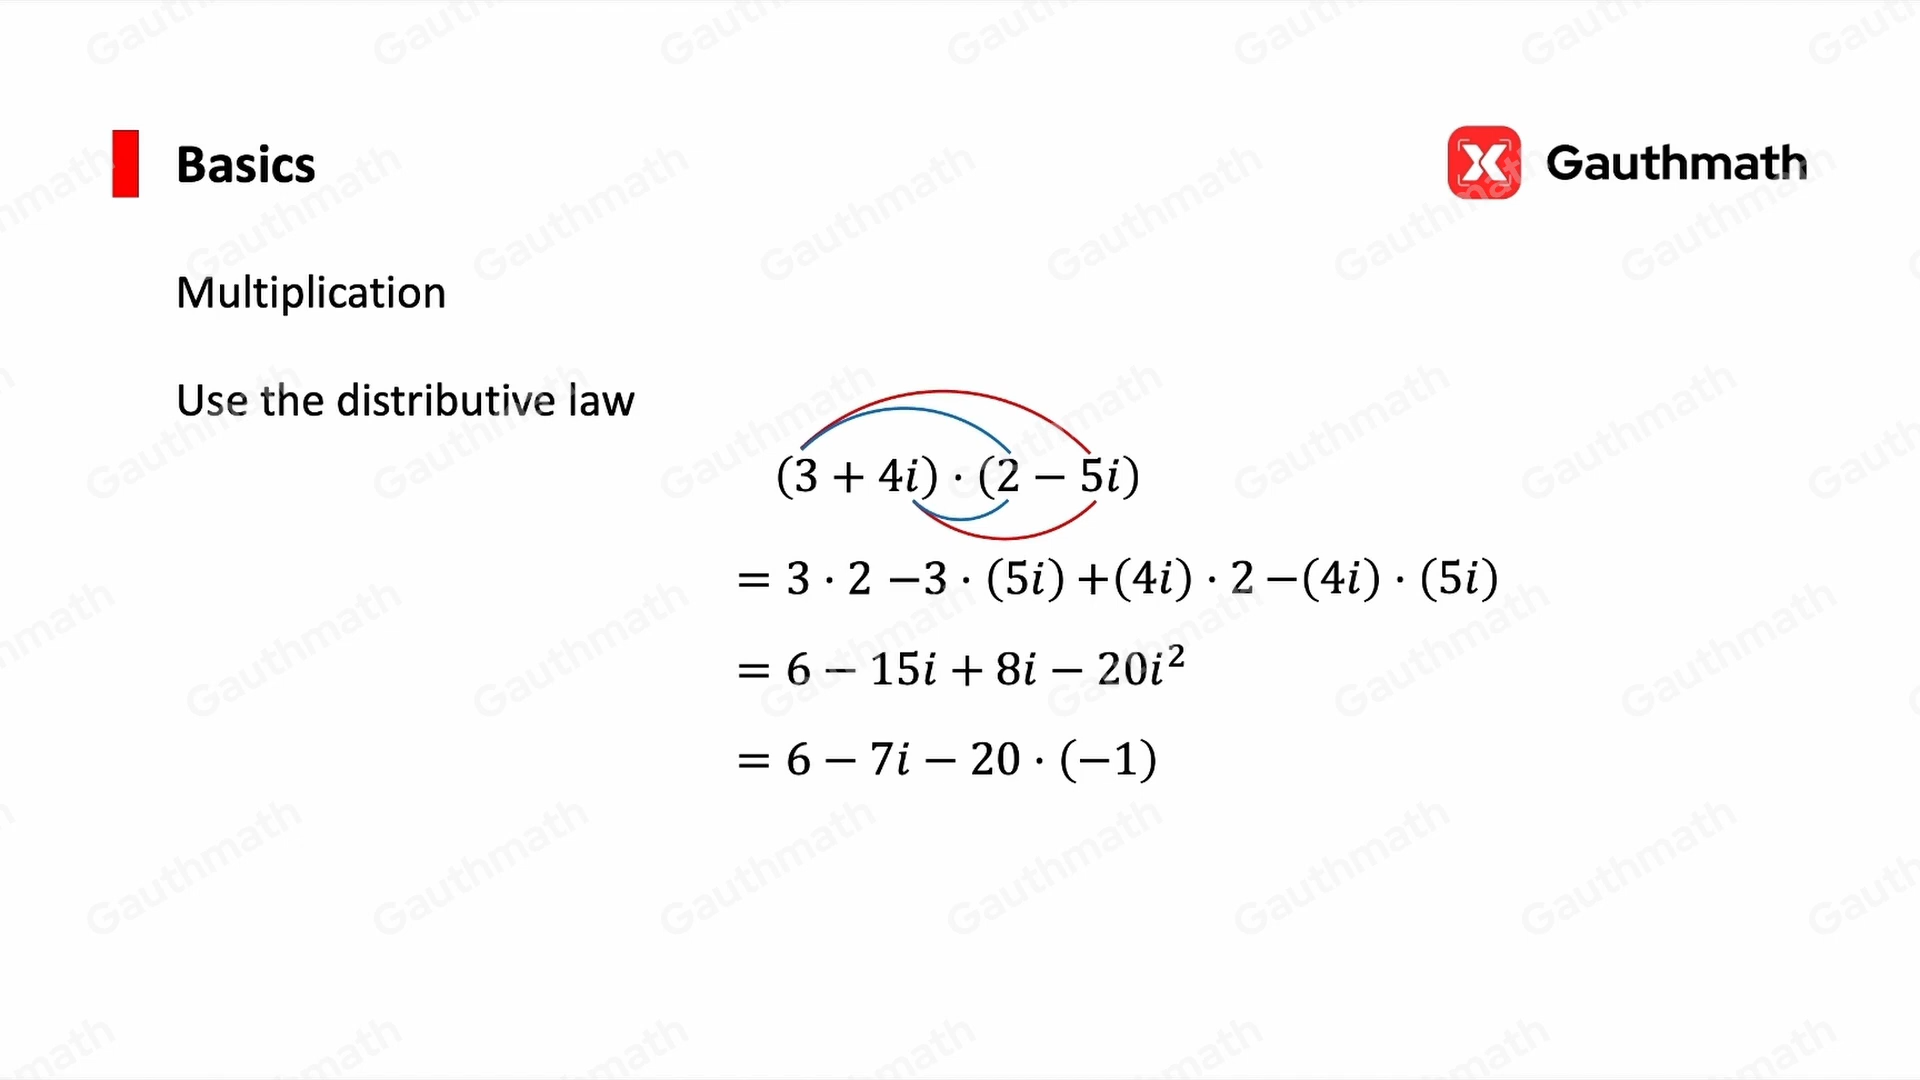 Basics
Gauthmath
Multiplication
Use the distributive law
(3 + 4i) · (2 − 5i)
= 3 · 2 −3 · (5i) +(4i) · 2 −(4i) · (5i)
= 6 − 15i + 8i − 20i²
= 6 − 7i − 20 · (−1)